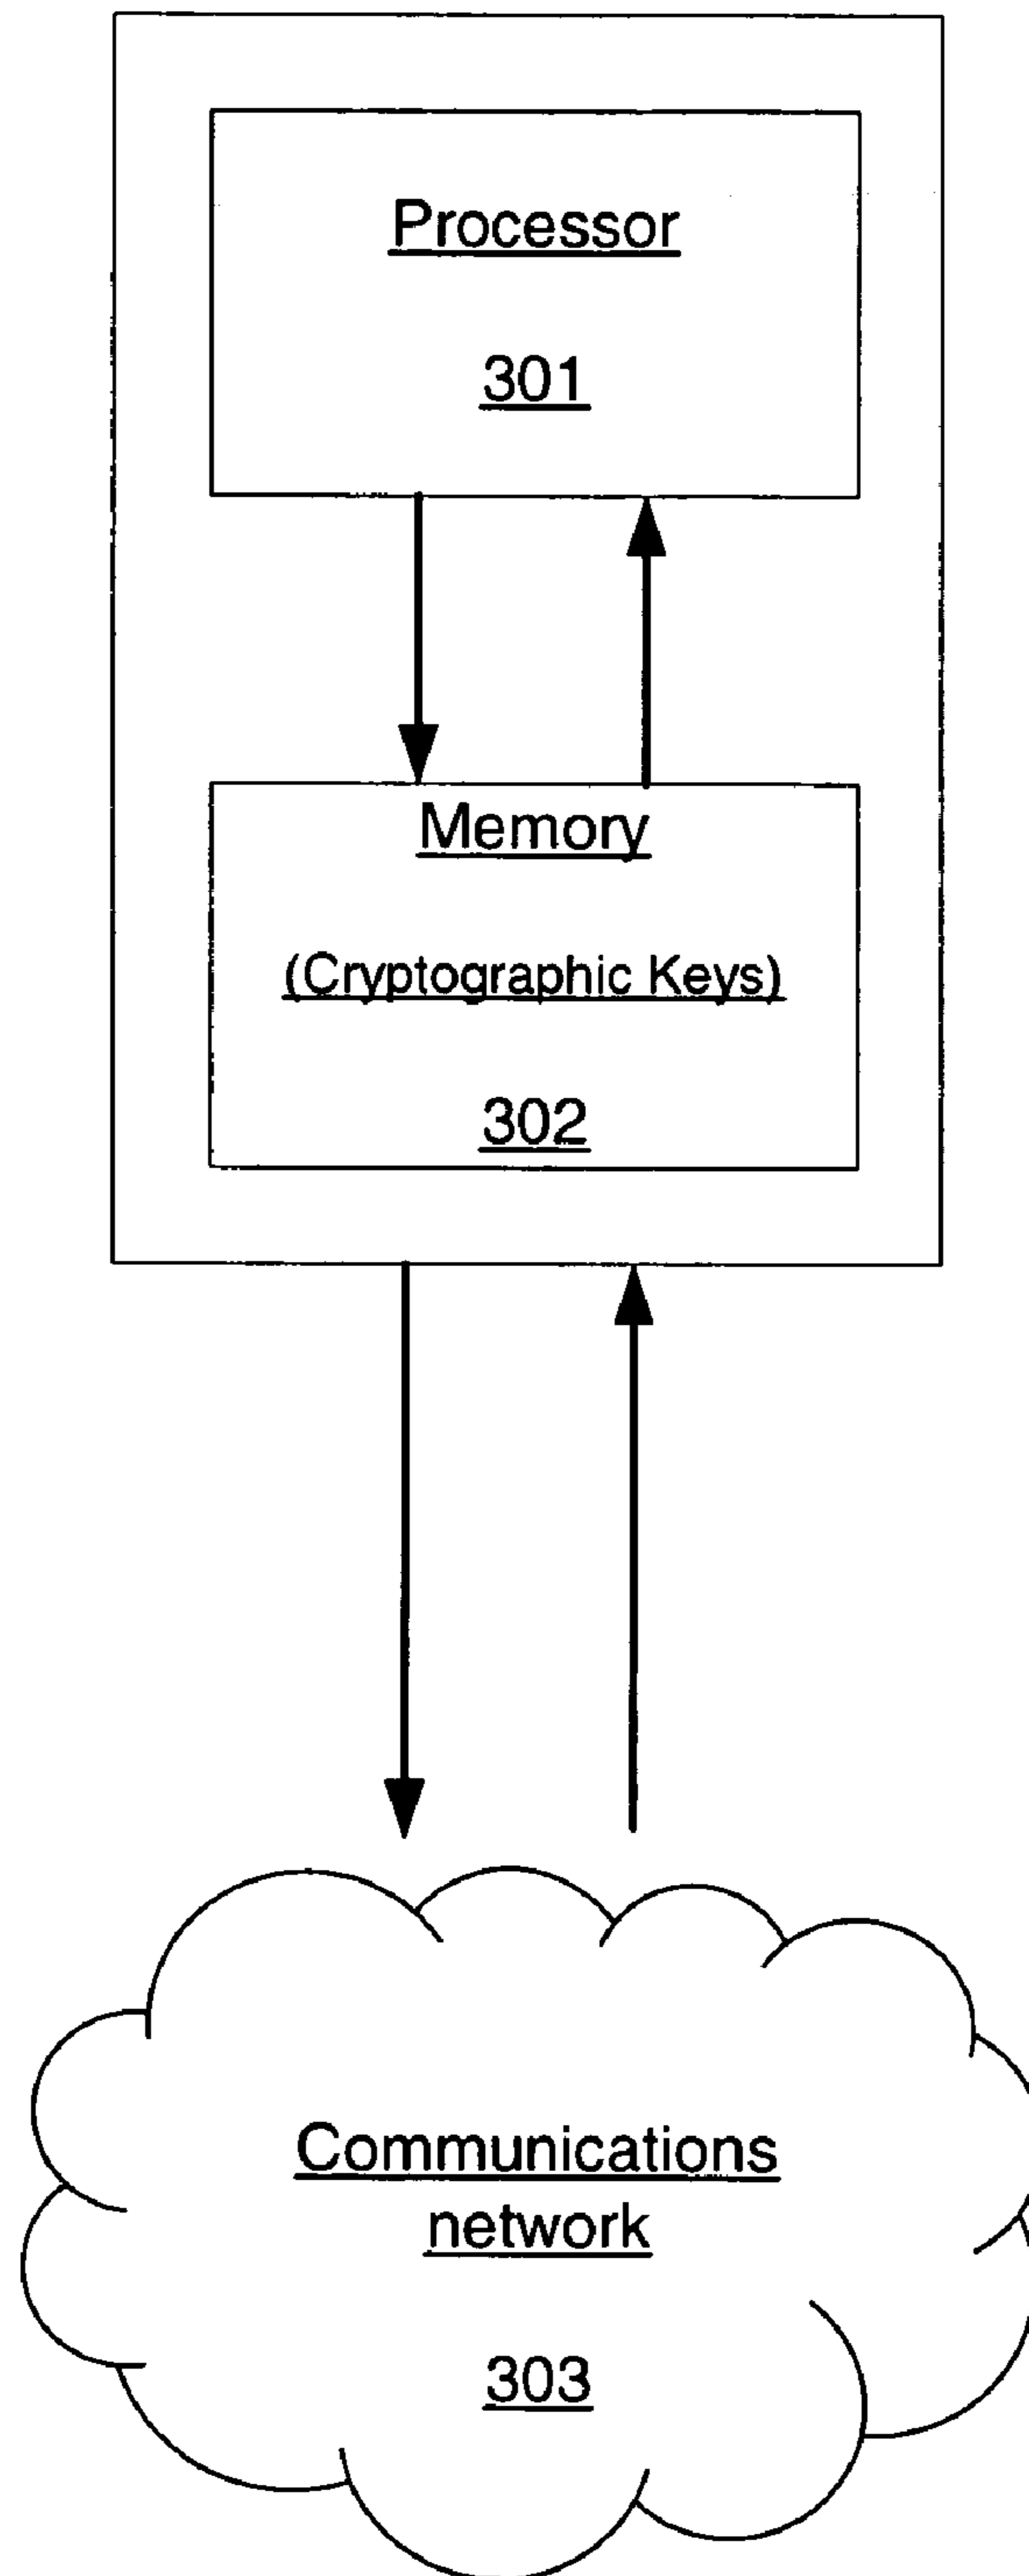 Processor
301
Memory
(Cryptographic Keys)
302
Communications
network
303